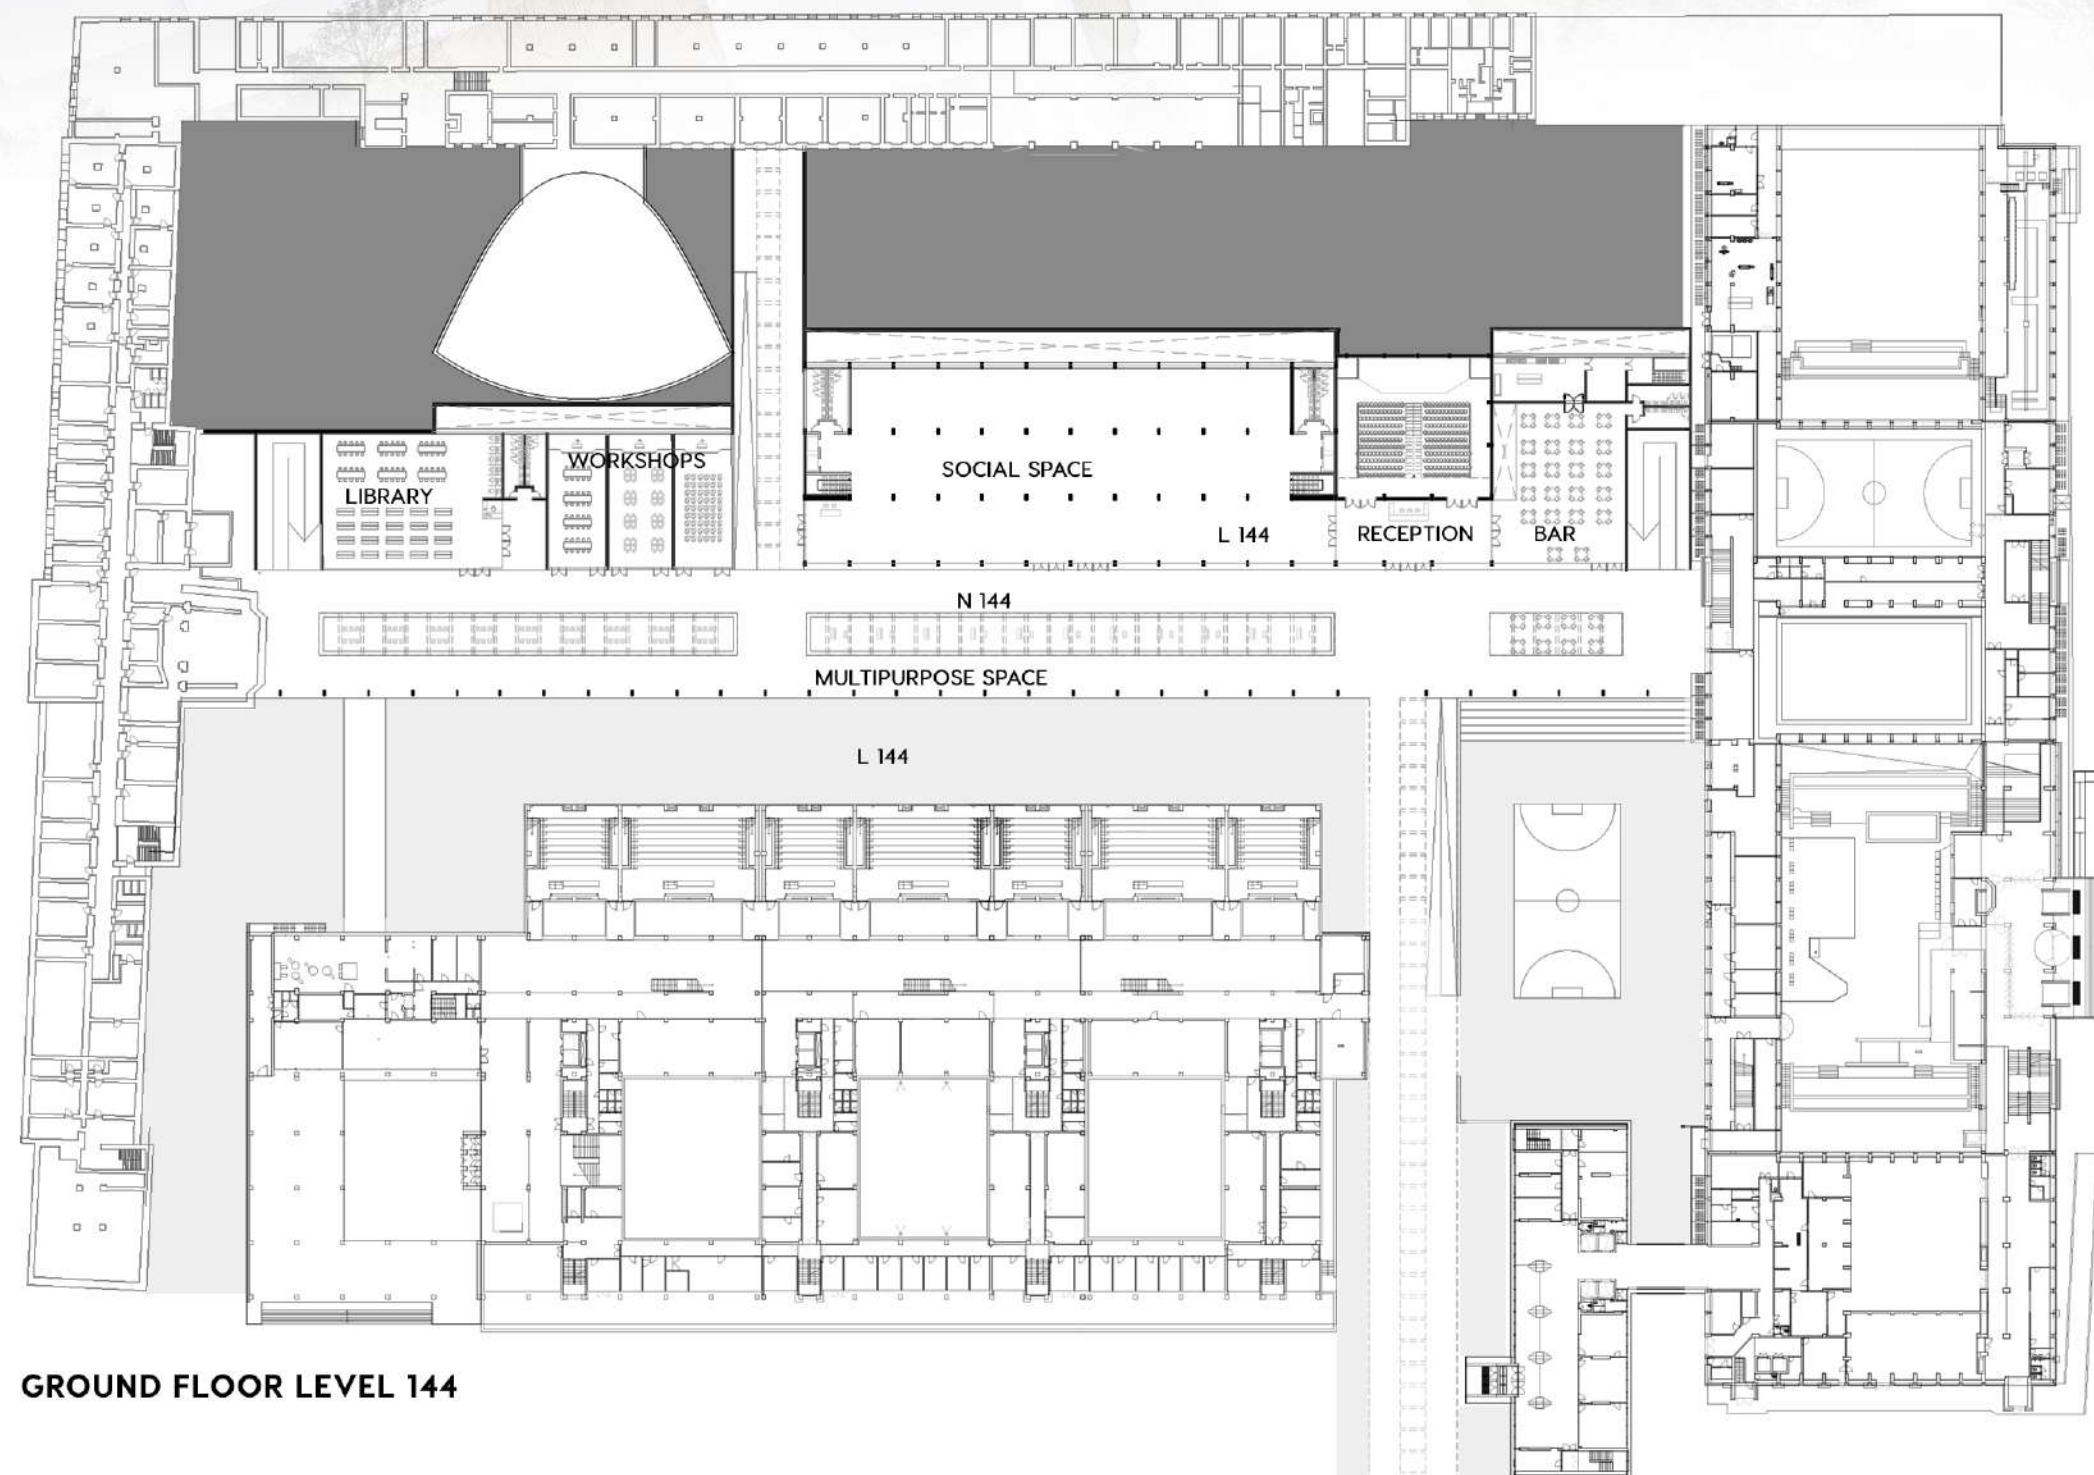 WORKSHOPS
SOCIAL SPACE
LIBRARY
L 144
RECEPTION
BAR
N 144
MULTIPURPOSE SPACE
L 144
GROUND FLOOR LEVEL 144